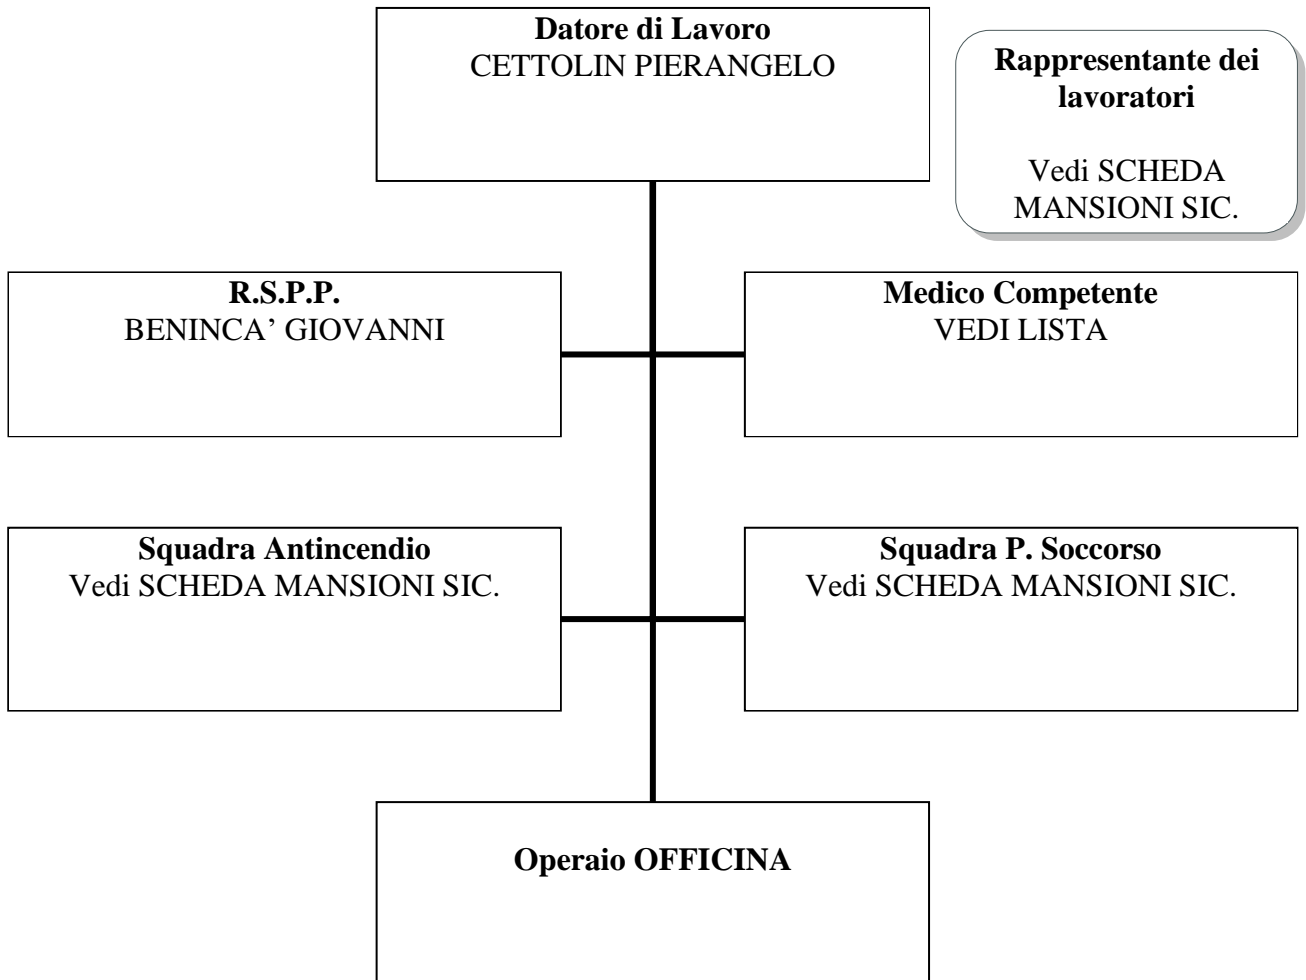 Datore di Lavoro
CETTOLIN PIERANGELO
Rappresentante dei
lavoratori
Vedi SCHEDA
MANSIONI SIC.
R.S.P.P.
BENINCA’ GIOVANNI
Medico Competente
VEDI LISTA
Squadra Antincendio
Vedi SCHEDA MANSIONI SIC.
Squadra P. Soccorso
Vedi SCHEDA MANSIONI SIC.
Operaio OFFICINA